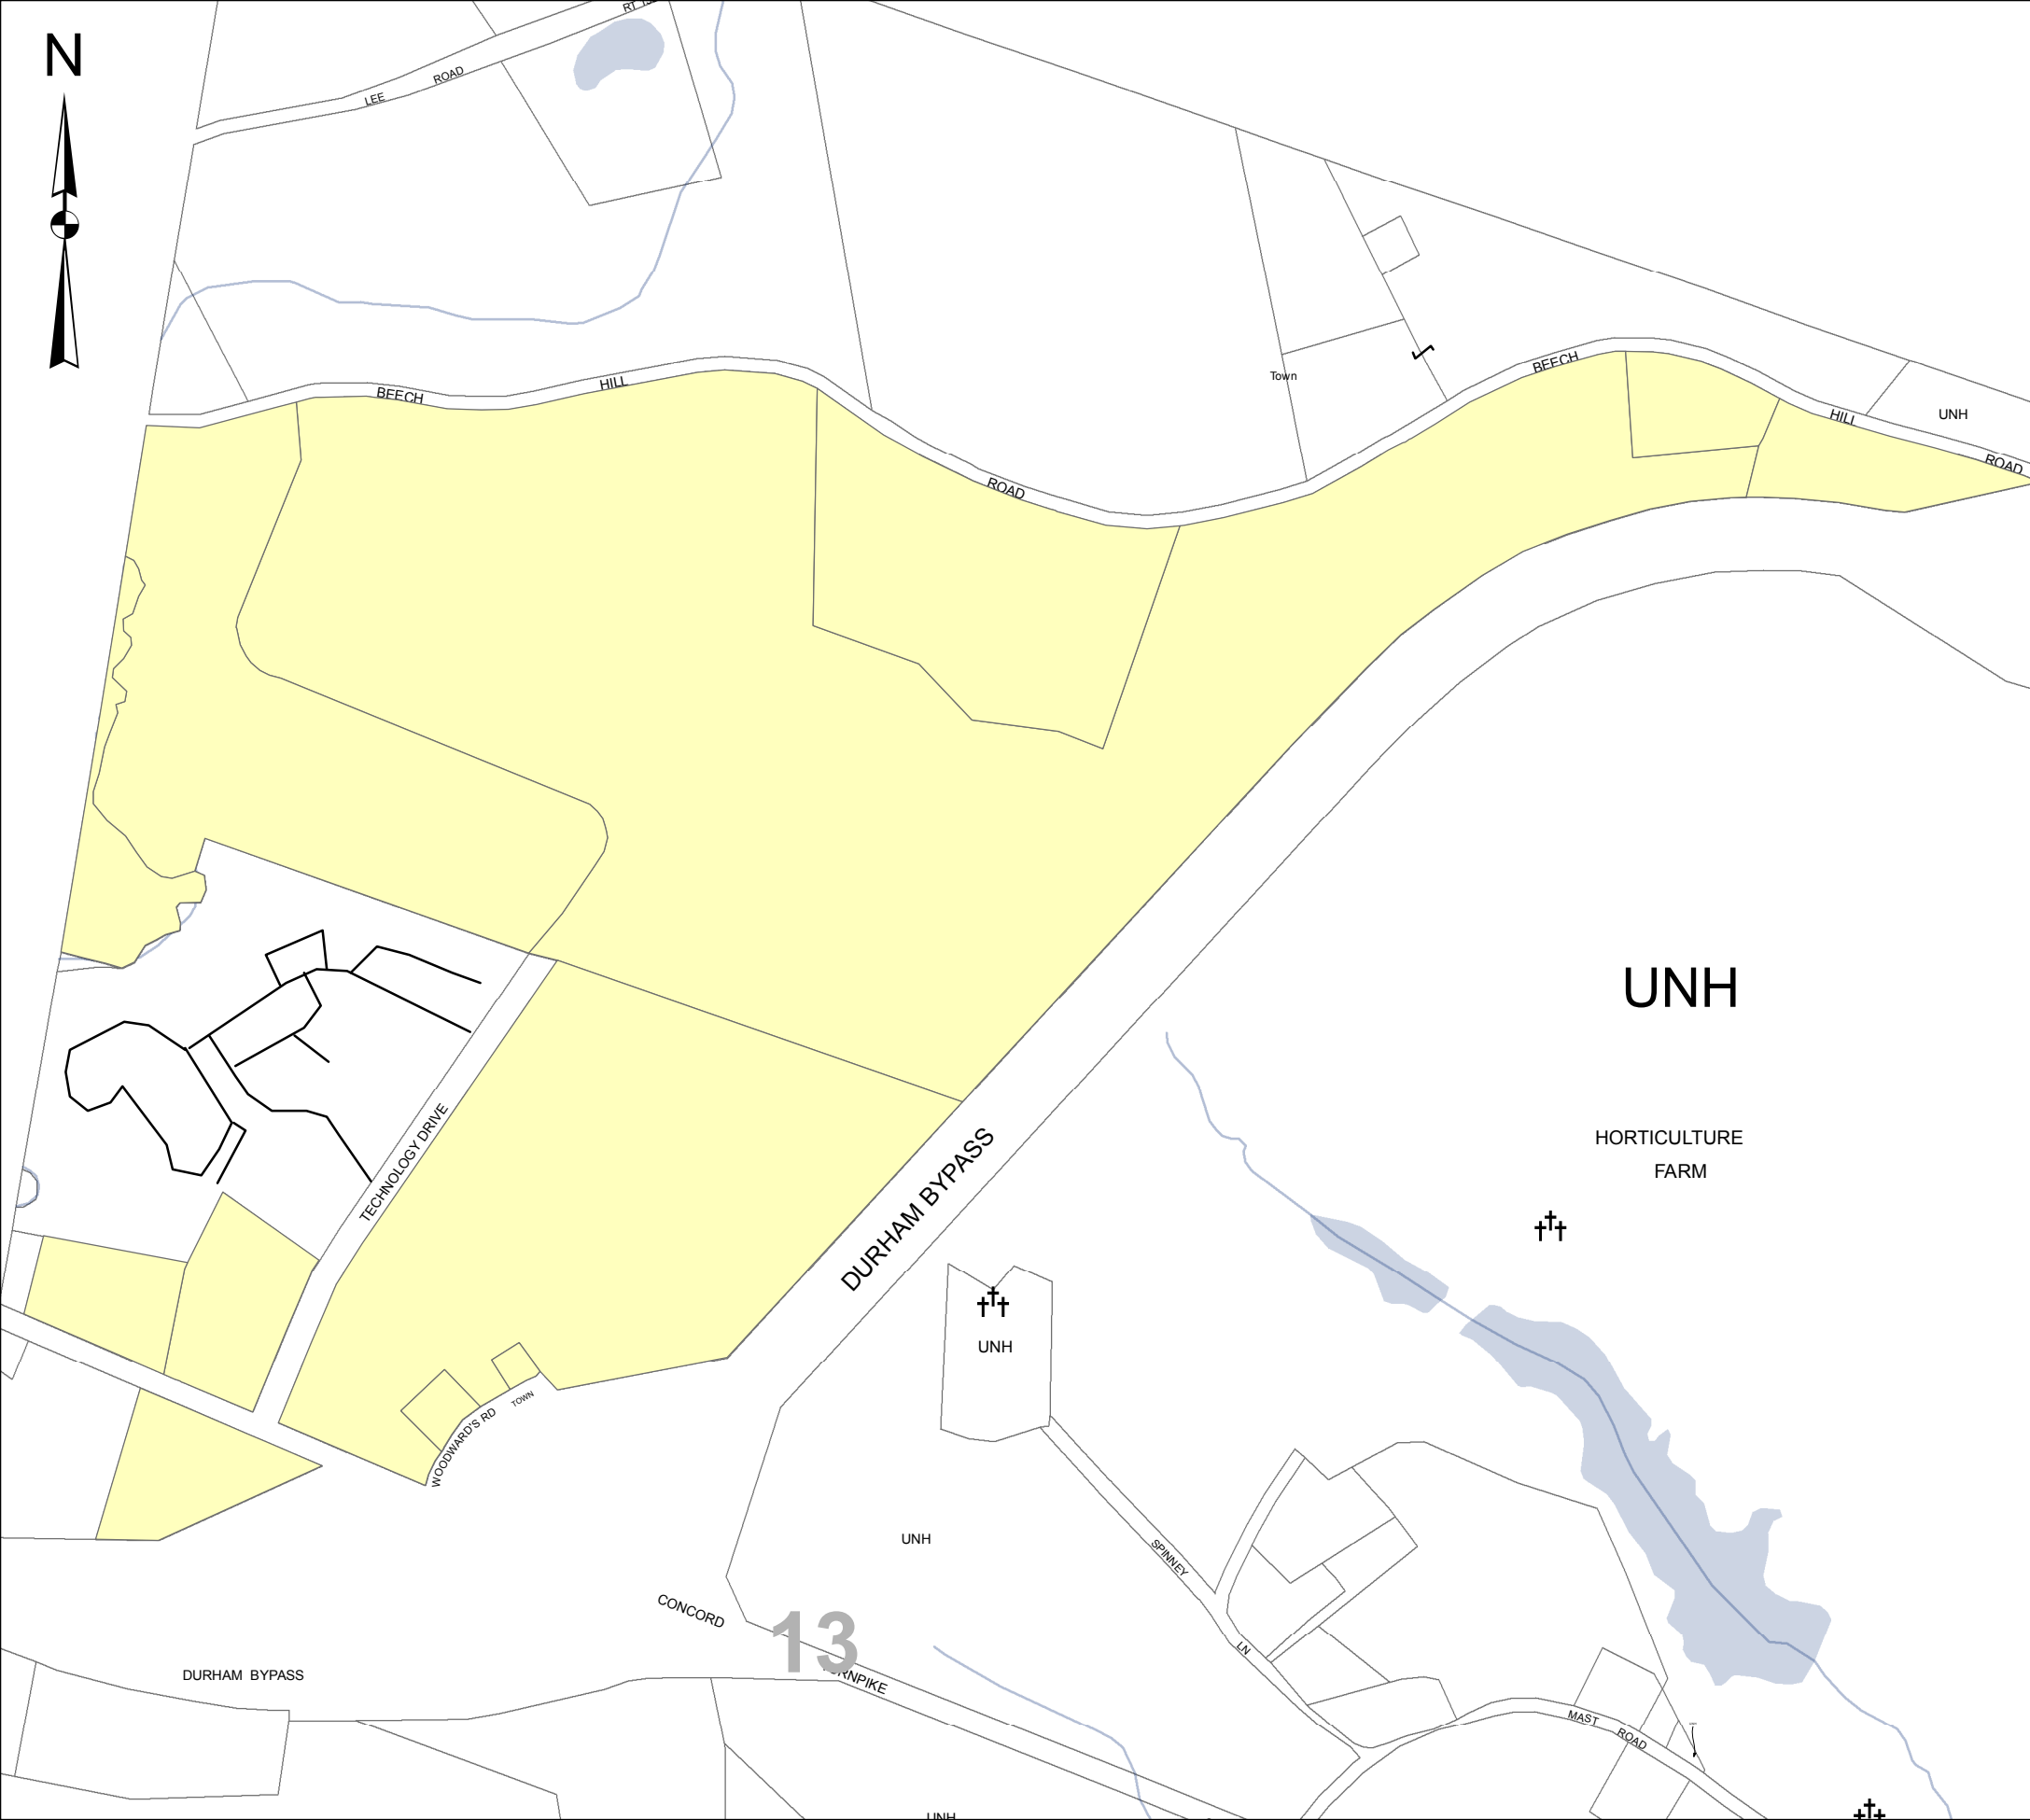 N
RT
LEE
ROAD
BEECH
HILL
ROAD
Town
BEECH
HILL
ROAD
UNH
UNH
HORTICULTURE
FARM
TECHNOLOGY DRIVE
DURHAM BYPASS
UNH
WOODWARD'S RD
TOWN
UNH
SPINNEY
LN
CONCORD
13
DURHAM BYPASS
MAST
ROAD
UNH